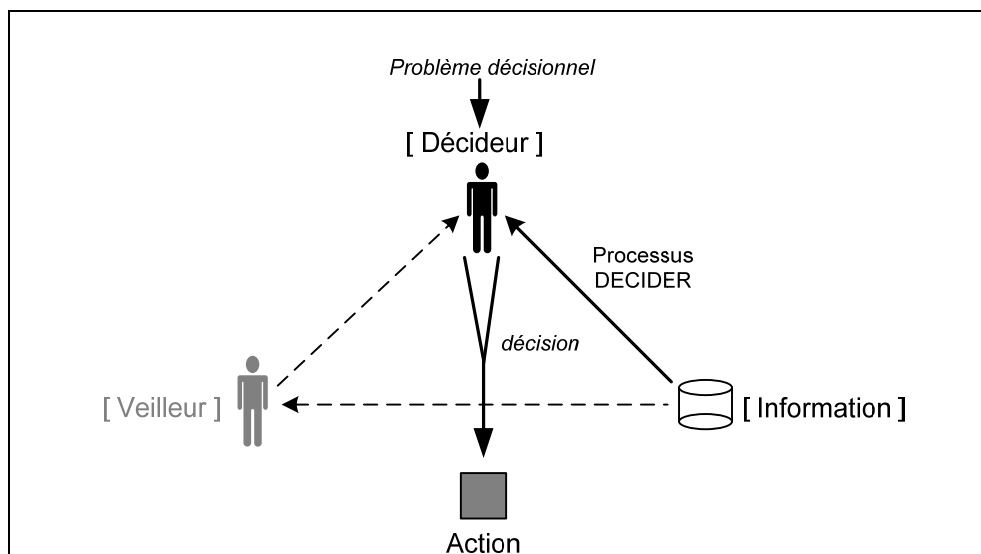 Problème décisionnel
[ Décideur ]
Processus
DECIDER
décision
[ Veilleur ]
[ Information ]
Action